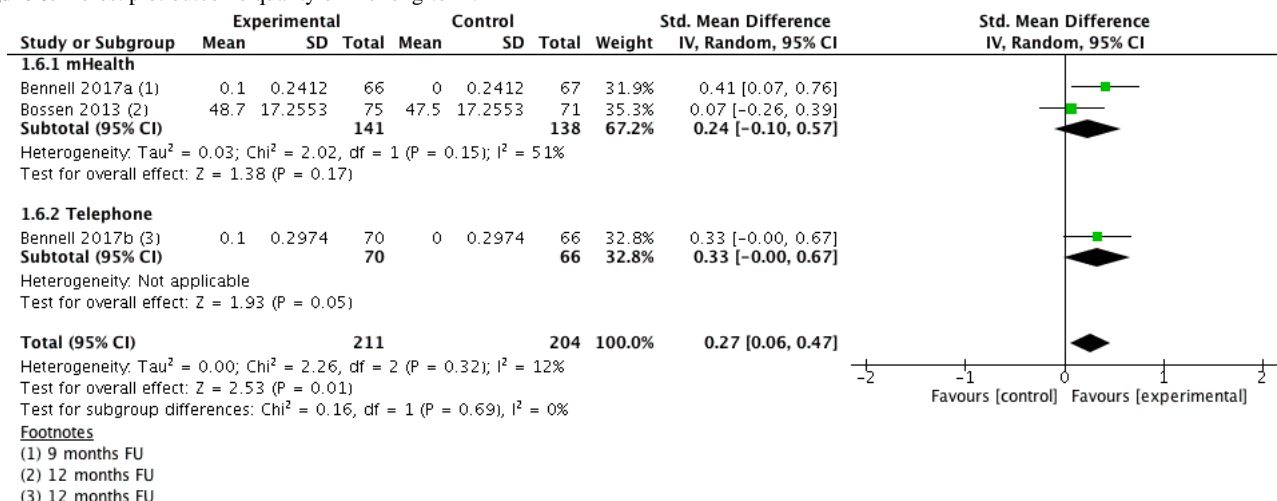 Experimental Control Std. Mean Difference Std. Mean Difference
Study or Subgroup Mean SD Total Mean SD Total Weight IV, Random, 95% CI IV, Random, 95% CI
1.6.1 mHealth
Bennell 2017a (1) 0.1 0.2412 66 0 0.2412 67 31.9% 0.41 [0.07, 0.76]
Bossen 2013 (2) 48.7 17.2553 75 47.5 17.2553 71 35.3% 0.07 [-0.26, 0.39]
Subtotal (95% CI) 141 138 67.2% 0.24 [-0.10, 0.57]
Heterogeneity: Tau² = 0.03; Chi² = 2.02, df = 1 (P = 0.15); I² = 51%
Test for overall effect: Z = 1.38 (P = 0.17)
1.6.2 Telephone
Bennell 2017b (3) 0.1 0.2974 70 0 0.2974 66 32.8% 0.33 [-0.00, 0.67]
Subtotal (95% CI) 70 66 32.8% 0.33 [-0.00, 0.67]
Heterogeneity: Not applicable
Test for overall effect: Z = 1.93 (P = 0.05)
Total (95% CI) 211 204 100.0% 0.27 [0.06, 0.47]
Heterogeneity: Tau² = 0.00; Chi² = 2.26, df = 2 (P = 0.32); I² = 12%
Test for overall effect: Z = 2.53 (P = 0.01)
Test for subgroup differences: Chi² = 0.16, df = 1 (P = 0.69), I² = 0%
-2 -1 0 1 2
Favours [control] Favours [experimental]
Footnotes
(1) 9 months FU
(2) 12 months FU
(3) 12 months FU